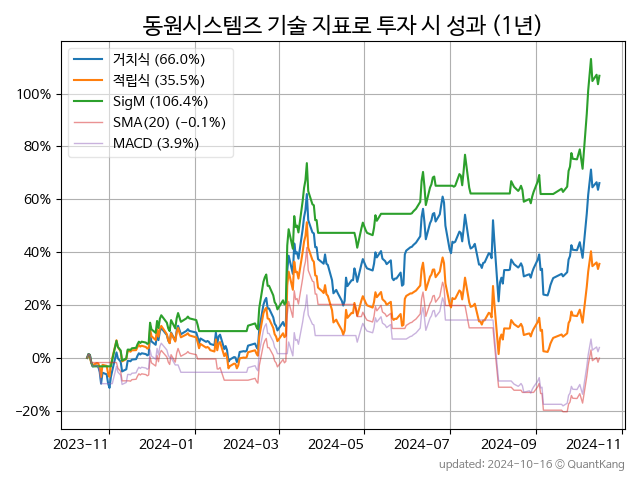 동원시스템즈 기술 지표로 투자 시 성과 (1년)
거치식 (66.0%)
적립식 (35.5%)
SigM (106.4%)
SMA(20) (−0.1%)
MACD (3.9%)
100%
80%
60%
40%
20%
0%
−20%
2023-11
2024-01
2024-03
2024-05
2024-07
2024-09
2024-11
updated: 2024-10-16 © QuantKang